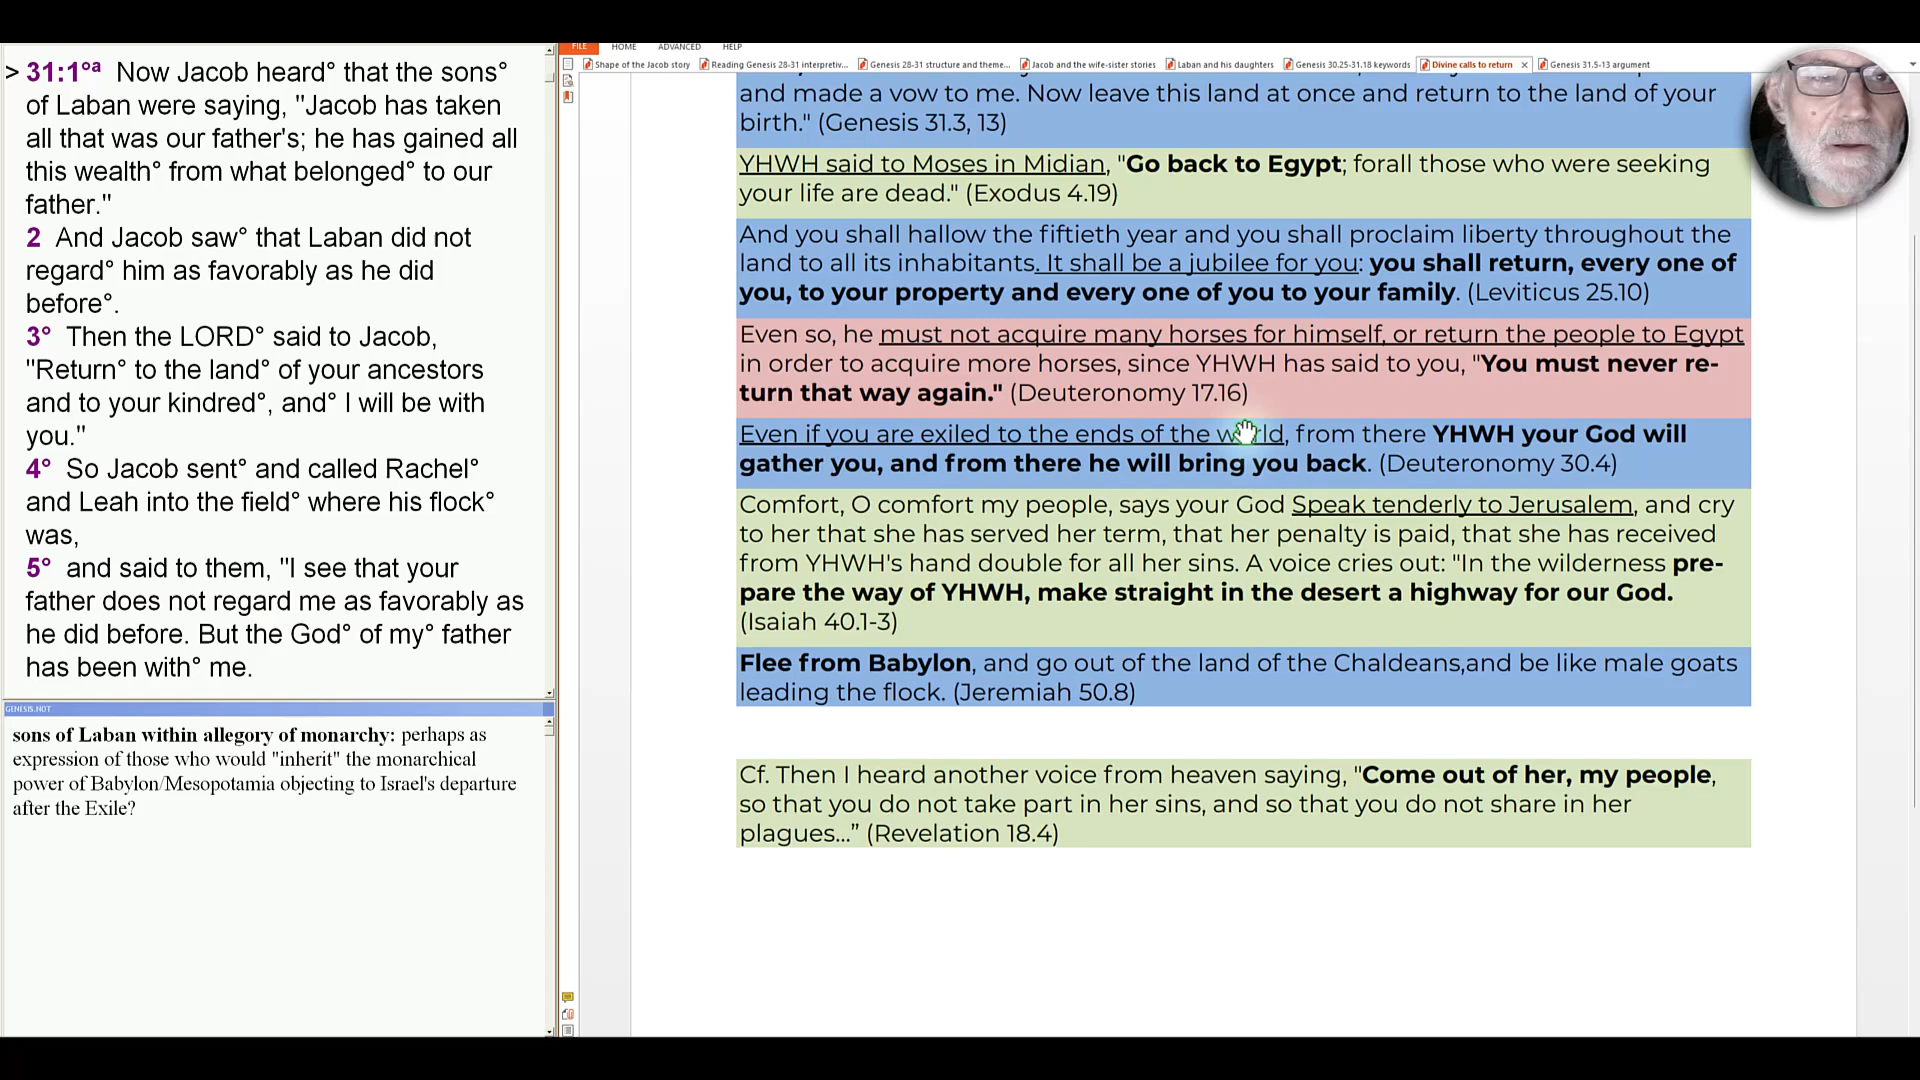 > 31:1°ª Now Jacob heard° that the sons°
of Laban were saying, "Jacob has taken
all that was our father's; he has gained all
this wealth° from what belonged° to our
father."
2 And Jacob saw° that Laban did not
regard° him as favorably as he did
before°.
3° Then the LORD° said to Jacob,
"Return° to the land° of your ancestors
and to your kindred°, and° I will be with
you."
4° So Jacob sent° and called Rachel°
and Leah into the field° where his flock°
was,
5° and said to them, "I see that your
father does not regard me as favorably as
he did before. But the God° of my° father
has been with° me.
GENESIS.NOT
sons of Laban within allegory of monarchy: perhaps as
expression of those who would "inherit" the monarchical
power of Babylon/Mesopotamia objecting to Israel's departure
after the Exile?
FILE HOME ADVANCED HELP
Shape of the Jacob story Reading Genesis 28-31 interpretiv... Genesis 28-31 structure and theme... Jacob and the wife-sister stories Laban and his daughters Genesis 30.25-31.18 keywords Divine calls to return Genesis 31.5-13 argument
and made a vow to me. Now leave this land at once and return to the land of your
birth." (Genesis 31.3, 13)
YHWH said to Moses in Midian, "Go back to Egypt; forall those who were seeking
your life are dead." (Exodus 4.19)
And you shall hallow the fiftieth year and you shall proclaim liberty throughout the
land to all its inhabitants. It shall be a jubilee for you: you shall return, every one of
you, to your property and every one of you to your family. (Leviticus 25.10)
Even so, he must not acquire many horses for himself, or return the people to Egypt
in order to acquire more horses, since YHWH has said to you, "You must never re-
turn that way again." (Deuteronomy 17.16)
Even if you are exiled to the ends of the world, from there YHWH your God will
gather you, and from there he will bring you back. (Deuteronomy 30.4)
Comfort, O comfort my people, says your God Speak tenderly to Jerusalem, and cry
to her that she has served her term, that her penalty is paid, that she has received
from YHWH's hand double for all her sins. A voice cries out: "In the wilderness pre-
pare the way of YHWH, make straight in the desert a highway for our God.
(Isaiah 40.1-3)
Flee from Babylon, and go out of the land of the Chaldeans,and be like male goats
leading the flock. (Jeremiah 50.8)
Cf. Then I heard another voice from heaven saying, "Come out of her, my people,
so that you do not take part in her sins, and so that you do not share in her
plagues…” (Revelation 18.4)